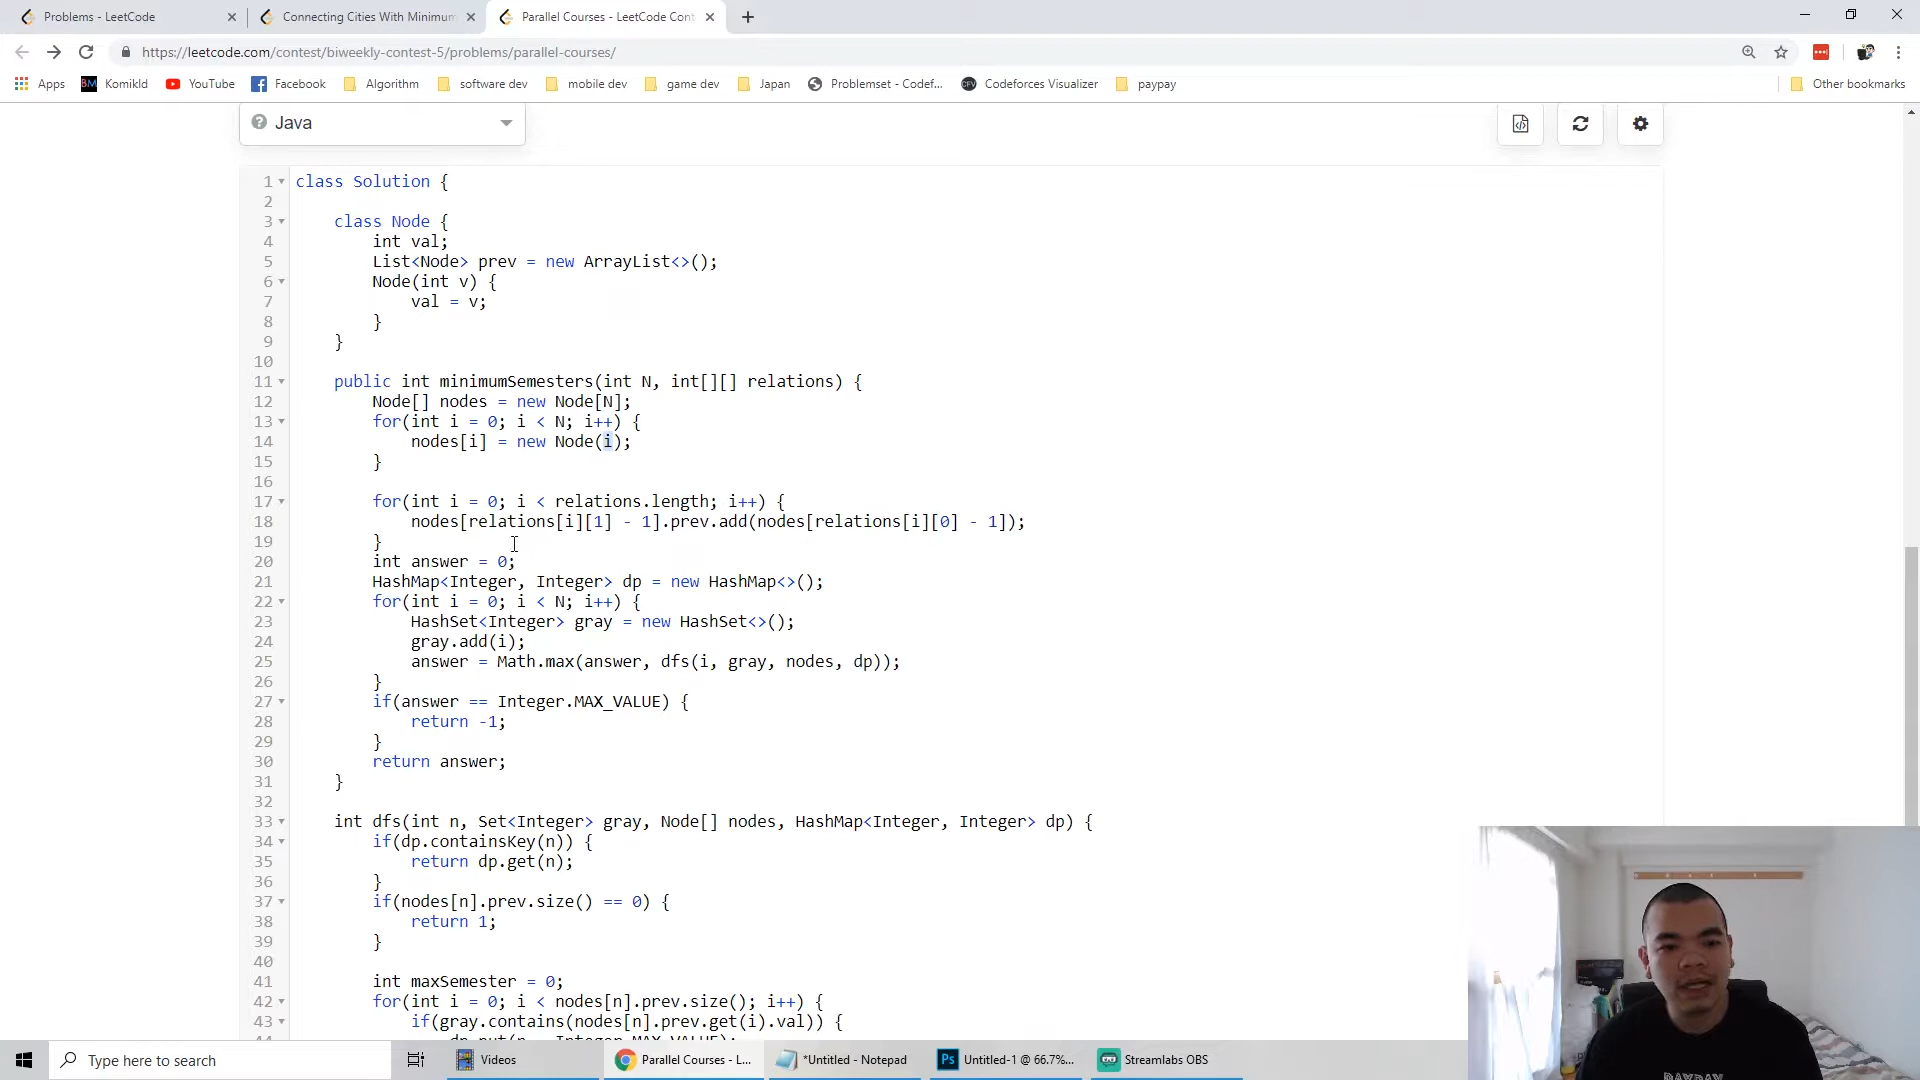 Problems - LeetCode
Connecting Cities With Minimum
Parallel Courses - LeetCode Cont
https://leetcode.com/contest/biweekly-contest-5/problems/parallel-courses/
Apps
BM KomikId
YouTube
Facebook
Algorithm
software dev
mobile dev
game dev
Japan
Problemset - Codef...
CFV Codeforces Visualizer
paypay
Other bookmarks
Java
1 class Solution {
2
3 class Node {
4 int val;
5 List<Node> prev = new ArrayList<>();
6 Node(int v) {
7 val = v;
8 }
9 }
10
11 public int minimumSemesters(int N, int[][] relations) {
12 Node[] nodes = new Node[N];
13 for(int i = 0; i < N; i++) {
14 nodes[i] = new Node(i);
15 }
16
17 for(int i = 0; i < relations.length; i++) {
18 nodes[relations[i][1] - 1].prev.add(nodes[relations[i][0] - 1]);
19 }
20 int answer = 0;
21 HashMap<Integer, Integer> dp = new HashMap<>();
22 for(int i = 0; i < N; i++) {
23 HashSet<Integer> gray = new HashSet<>();
24 gray.add(i);
25 answer = Math.max(answer, dfs(i, gray, nodes, dp));
26 }
27 if(answer == Integer.MAX_VALUE) {
28 return -1;
29 }
30 return answer;
31 }
32
33 int dfs(int n, Set<Integer> gray, Node[] nodes, HashMap<Integer, Integer> dp) {
34 if(dp.containsKey(n)) {
35 return dp.get(n);
36 }
37 if(nodes[n].prev.size() == 0) {
38 return 1;
39 }
40
41 int maxSemester = 0;
42 for(int i = 0; i < nodes[n].prev.size(); i++) {
43 if(gray.contains(nodes[n].prev.get(i).val)) {
44 dp.put(n, Integer.MAX_VALUE);
Type here to search
Videos
Parallel Courses - L...
*Untitled - Notepad
Ps Untitled-1 @ 66.7%...
Streamlabs OBS
PAYPAY